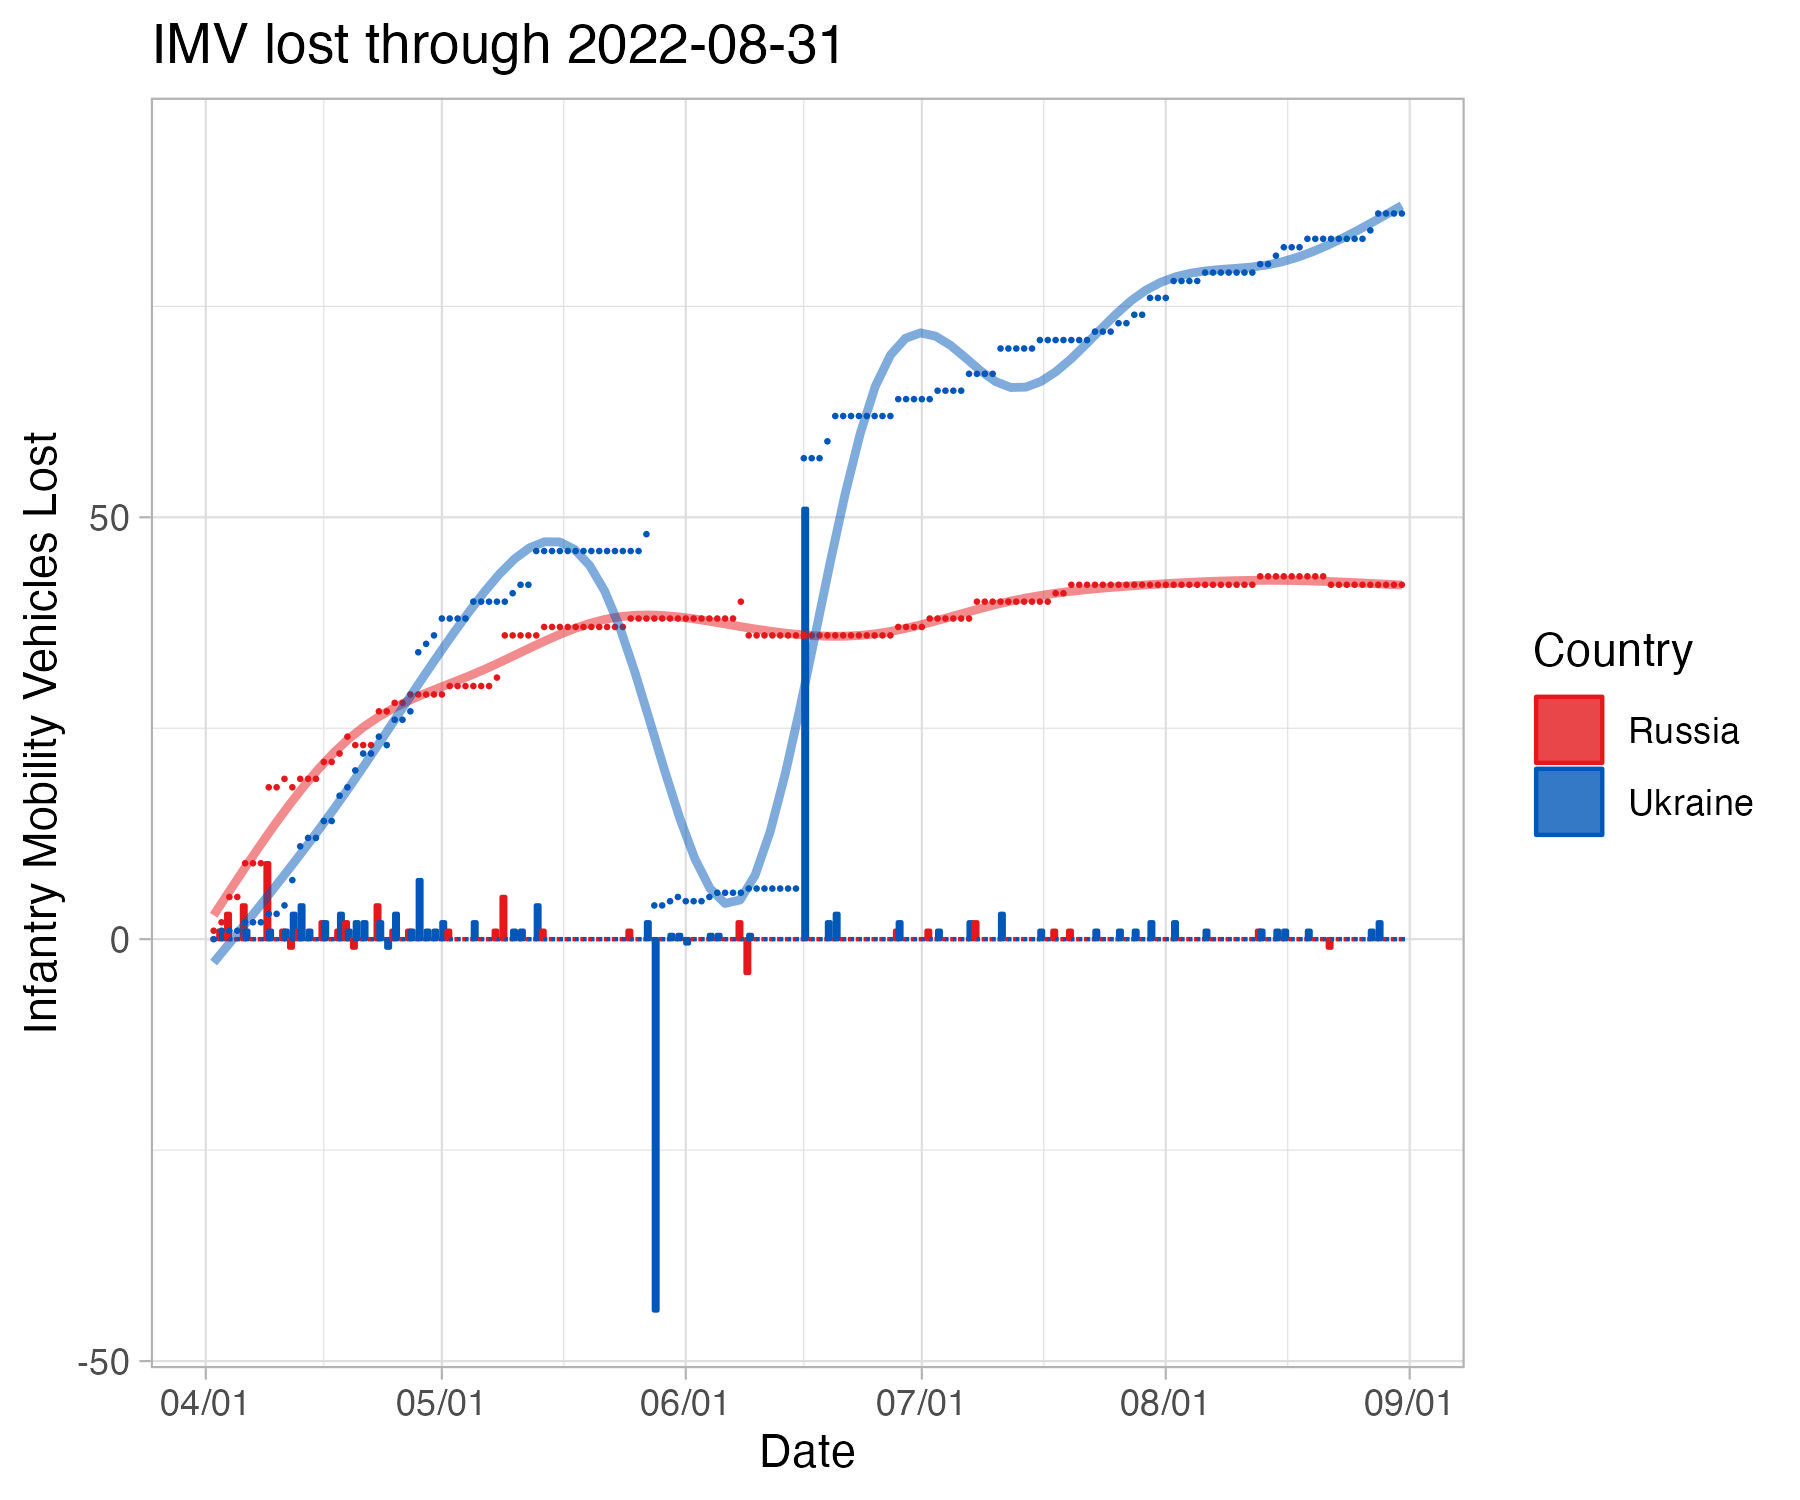 IMV lost through 2022-08-31
Infantry Mobility Vehicles Lost
50
0
-50
04/01
05/01
06/01
07/01
08/01
09/01
Date
Country
Russia
Ukraine